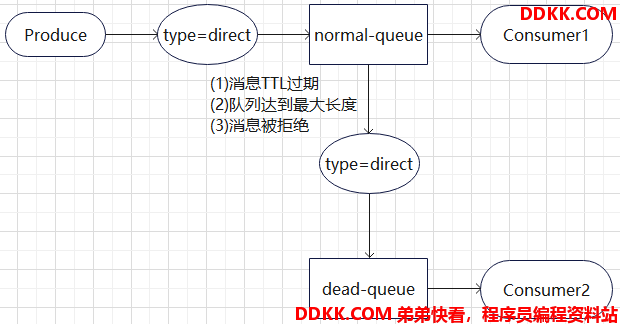 DDKK.COM
Produce
type=direct
normal-queue
Consumer1
(1)消息TTL过期
(2)队列达到最大长度
(3)消息被拒绝
type=direct
dead-queue
Consumer2
DDKK.COM 弟弟快看，程序员编程资料站